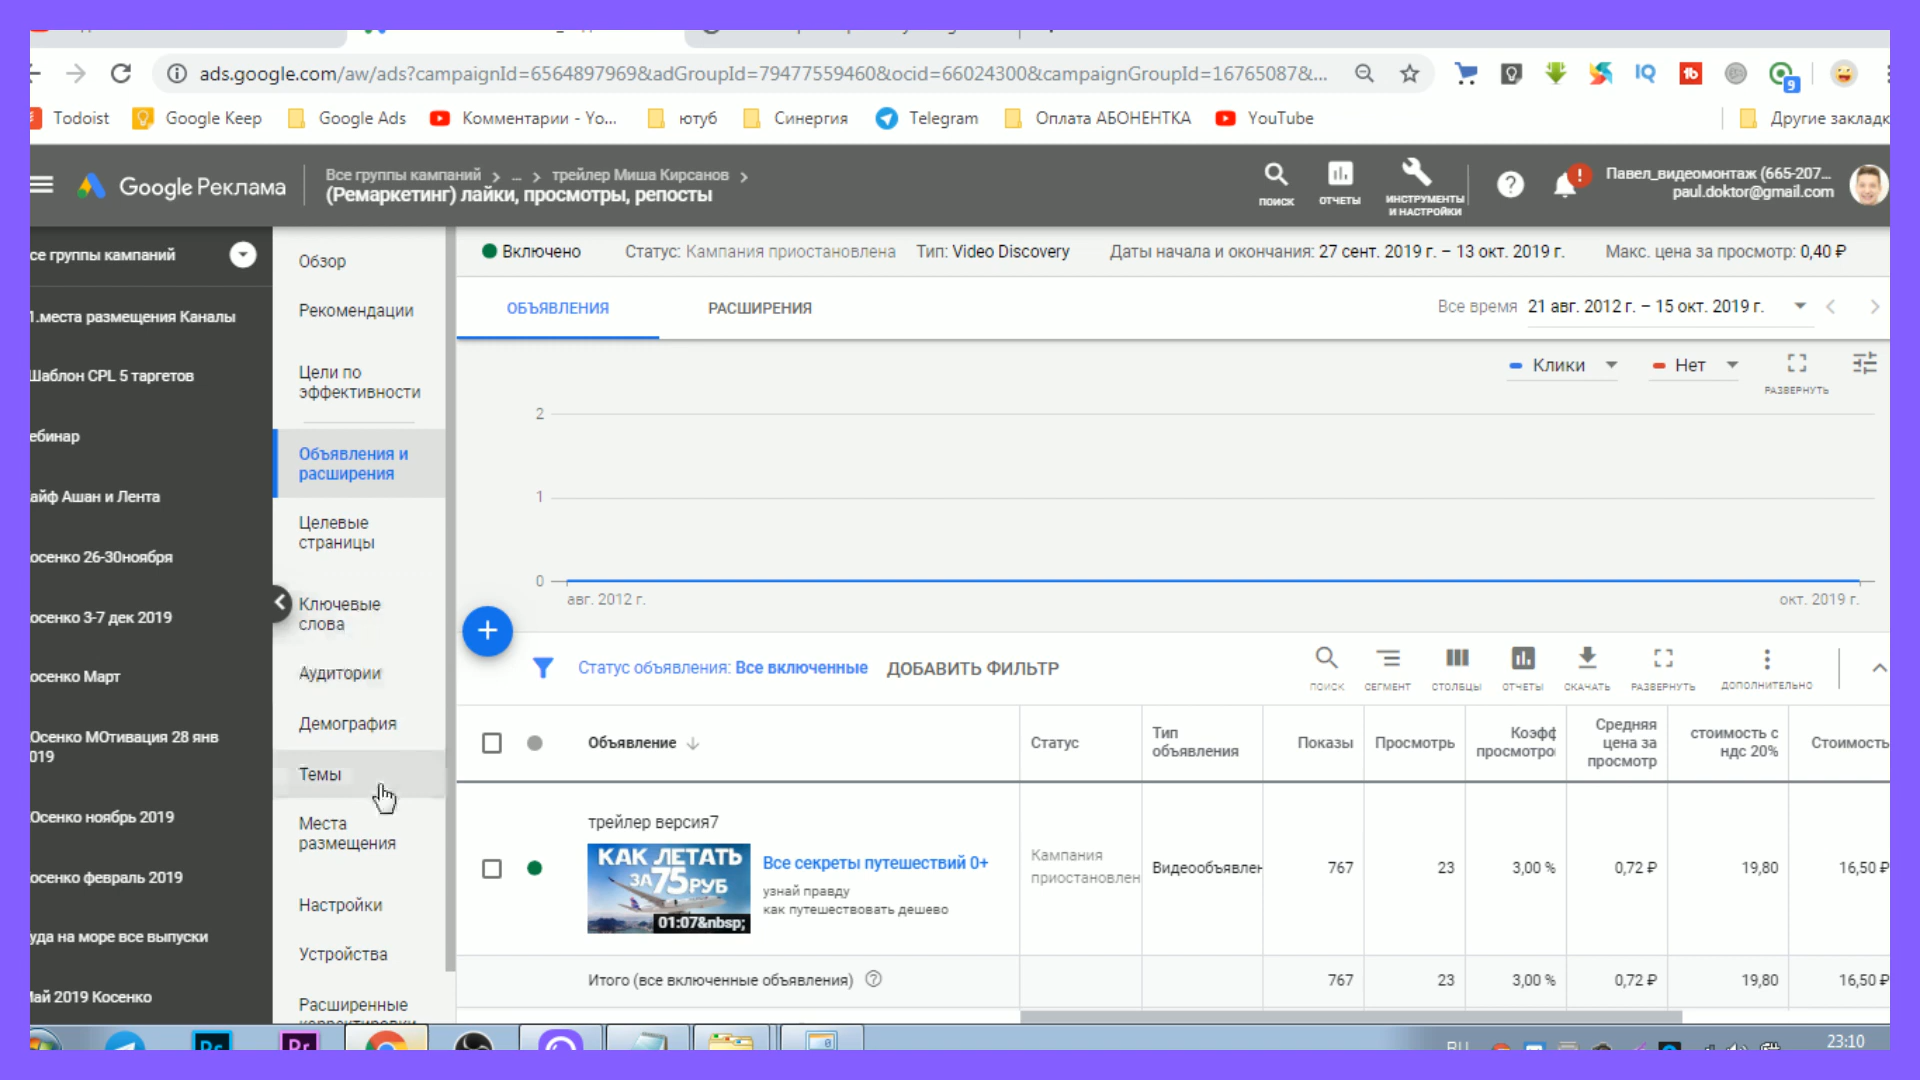 ads.google.com/aw/ads?campaignId=6564897969&adGroupId=79477559460&ocid=66024300&campaignGroupId=16765087&...
IQ
9
Todoist
Google Keep
Google Ads
Комментарии - Yo...
ютуб
Синергия
Telegram
Оплата АБОНЕНТКА
YouTube
Другие закладк
Google Реклама
Все группы кампаний > ... > трейлер Миша Кирсанов >
(Ремаркетинг) лайки, просмотры, репосты
ПОИСК
ОТЧЕТЫ
ИНСТРУМЕНТЫ
И НАСТРОЙКИ
Павел_видеомонтаж (665-207...
paul.doktor@gmail.com
се группы кампаний
1.места размещения Каналы
Шаблон CPL 5 таргетов
ебинар
айф Ашан и Лента
осенко 26-30ноября
осенко 3-7 дек 2019
осенко Март
Осенко МОтивация 28 янв
019
Осенко ноябрь 2019
осенко февраль 2019
уда на море все выпуски
Май 2019 Косенко
Обзор
Рекомендации
Цели по
эффективности
Объявления и
расширения
Целевые
страницы
Ключевые
слова
Аудитории
Демография
Темы
Места
размещения
Настройки
Устройства
Расширенные
Включено
Статус: Кампания приостановлена
Тип: Video Discovery
Даты начала и окончания: 27 сент. 2019 г. – 13 окт. 2019 г.
Макс. цена за просмотр: 0,40 ₽
ОБЪЯВЛЕНИЯ
РАСШИРЕНИЯ
Все время 21 авг. 2012 г. – 15 окт. 2019 г.
Клики
Нет
РАЗВЕРНУТЬ
2
1
0
авг. 2012 г.
окт. 2019 г.
Статус объявления: Все включенные
ДОБАВИТЬ ФИЛЬТР
ПОИСК
СЕГМЕНТ
СТОЛБЦЫ
ОТЧЕТЫ
СКАЧАТЬ
РАЗВЕРНУТЬ
ДОПОЛНИТЕЛЬНО
Объявление
Статус
Тип
объявления
Показы
Просмотрь
Коэфф
просмотро
Средняя
цена за
просмотр
стоимость с
ндс 20%
Стоимость
трейлер версия7
КАК ЛЕТАТЬ
ЗА 75 РУБ
01:07&nbsp;
Все секреты путешествий 0+
узнай правду
как путешествовать дешево
Кампания
приостановлен
Видеообъявлен
767
23
3,00 %
0,72 ₽
19,80
16,50 ₽
Итого (все включенные объявления)
767
23
3,00 %
0,72 ₽
19,80
16,50 ₽
23:10